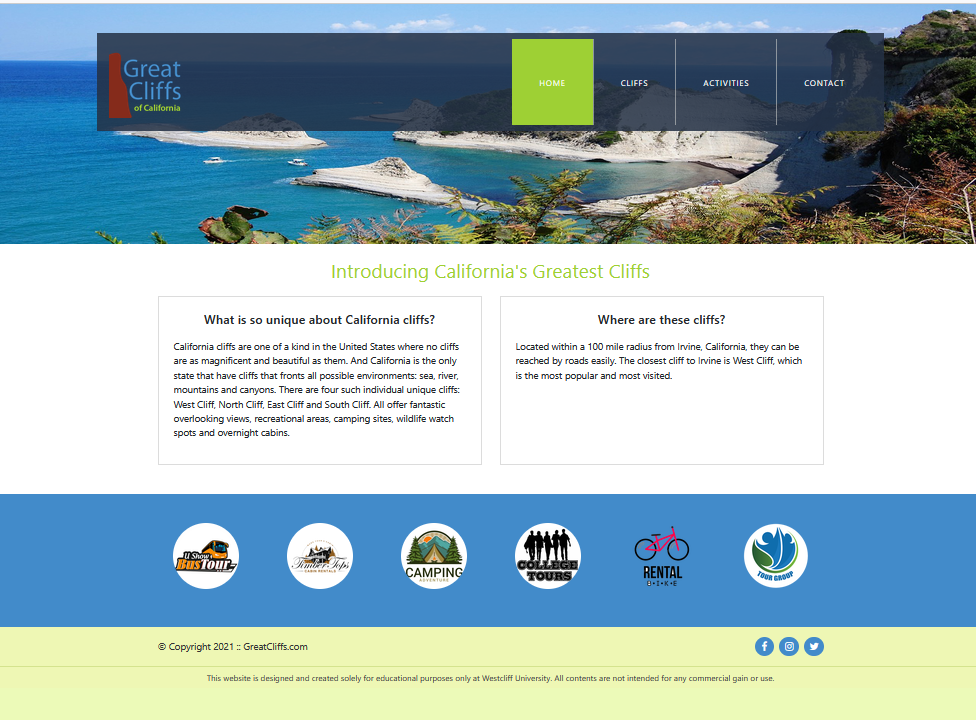 Great
Cliffs
of California
HOME
CLIFFS
ACTIVITIES
CONTACT
Introducing California's Greatest Cliffs
What is so unique about California cliffs?
California cliffs are one of a kind in the United States where no cliffs
are as magnificent and beautiful as them. And California is the only
state that have cliffs that fronts all possible environments: sea, river,
mountains and canyons. There are four such individual unique cliffs:
West Cliff, North Cliff, East Cliff and South Cliff. All offer fantastic
overlooking views, recreational areas, camping sites, wildlife watch
spots and overnight cabins.
Where are these cliffs?
Located within a 100 mile radius from Irvine, California, they can be
reached by roads easily. The closest cliff to Irvine is West Cliff, which
is the most popular and most visited.
U Show
BusTour
Timber Tops
CABIN RENTALS
CAMPING
ADVENTURE
COLLEGE
TOURS
RENTAL
BIKE
TOUR GROUP
© Copyright 2021 :: GreatCliffs.com
This website is designed and created solely for educational purposes only at Westcliff University. All contents are not intended for any commercial gain or use.